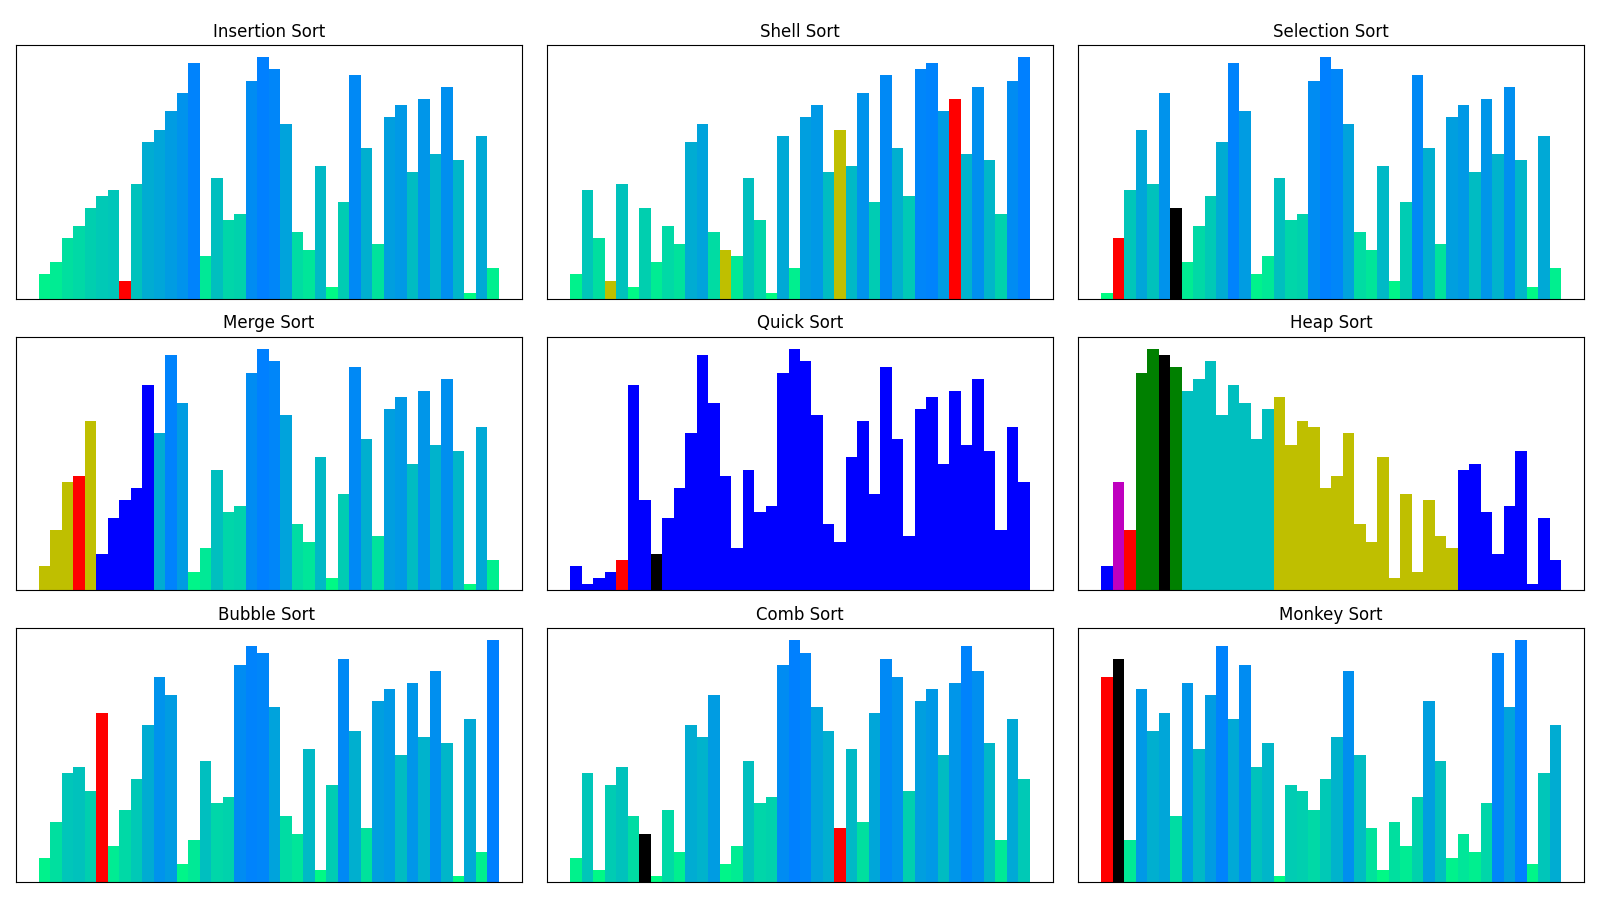 Insertion Sort
Shell Sort
Selection Sort
Merge Sort
Quick Sort
Heap Sort
Bubble Sort
Comb Sort
Monkey Sort